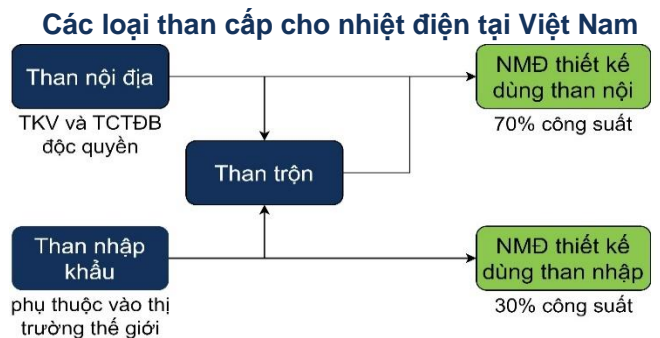 Các loại than cấp cho nhiệt điện tại Việt Nam
Than nội địa
TKV và TCTĐB
độc quyền
NMĐ thiết kế
dùng than nội
70% công suất
Than trộn
Than nhập
khẩu
phụ thuộc vào thị
trường thế giới
NMĐ thiết kế
dùng than nhập
30% công suất